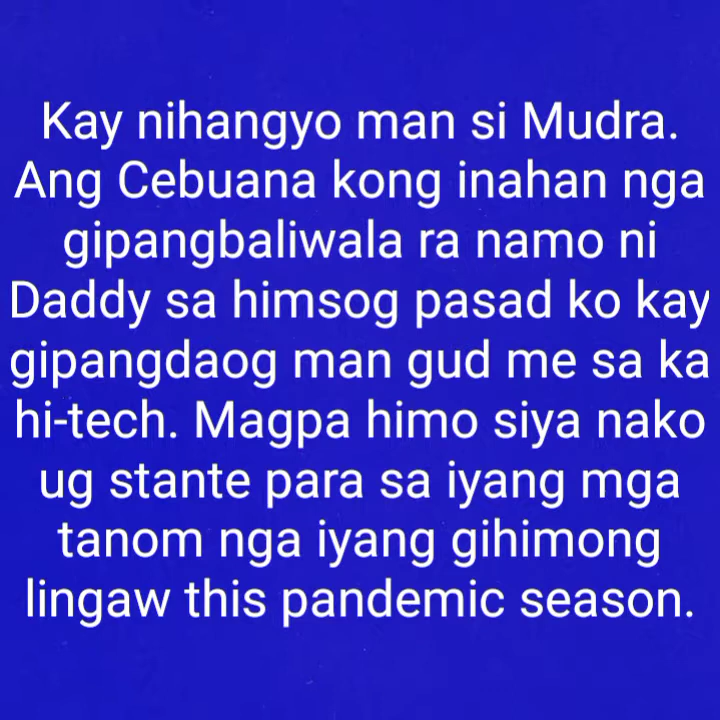 Kay nihangyo man si Mudra.
Ang Cebuana kong inahan nga
gipangbaliwala ra namo ni
Daddy sa himsog pasad ko kay
gipangdaog man gud me sa ka
hi-tech. Magpa himo siya nako
ug stante para sa iyang mga
tanom nga iyang gihimong
lingaw this pandemic season.